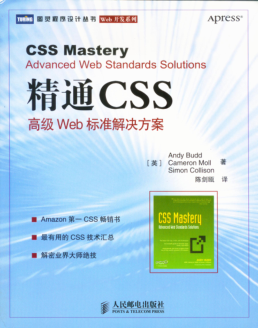 TURING 图灵程序设计丛书 Web开发系列
Apress®
CSS Mastery
Advanced Web Standards Solutions
精通CSS
高级Web标准解决方案
Andy Budd
[英] Cameron Moll 著
Simon Collison
陈剑瓯 译
Amazon第一CSS畅销书
最有用的CSS技术汇总
解密业界大师绝技
CSS Mastery
Advanced Web Standards Solutions
人民邮电出版社
POSTS & TELECOM PRESS